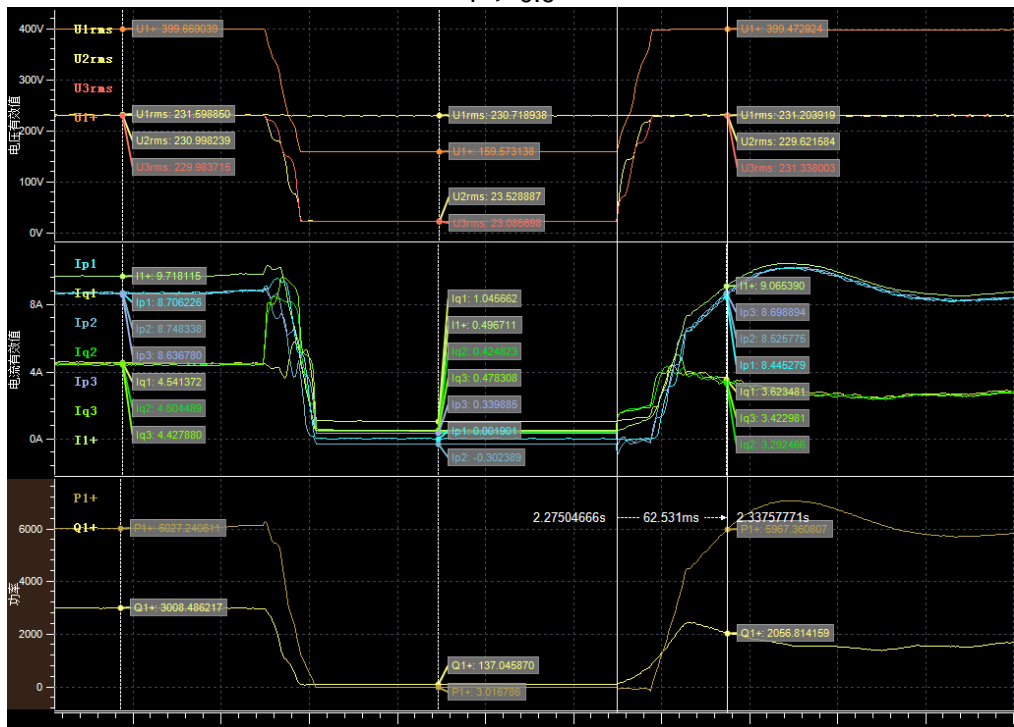 400V
300V
200V
100V
0V
电压有效值
U1rms
U2rms
U3rms
U1+
U1+: 399.669039
U1rms: 231.598850
U2rms: 230.998239
U3rms: 229.983715
U1rms: 230.718938
U1+: 159.573138
U2rms: 23.528887
U3rms: 23.085698
U1+: 399.472924
U1rms: 231.203919
U2rms: 229.621584
U3rms: 231.338003
8A
4A
0A
电流有效值
Ip1
Iq1
Ip2
Iq2
Ip3
Iq3
I1+
I1+: 9.718115
Ip1: 8.706226
Ip2: 8.748338
Ip3: 8.636780
Iq1: 4.541372
Iq2: 4.504489
Iq3: 4.427880
Iq1: 1.045662
I1+: 0.496711
Iq2: 0.424823
Iq3: 0.478308
Ip3: 0.339885
Ip1: 0.001901
Ip2: -0.302389
I1+: 9.065390
Ip3: 8.698894
Ip2: 8.525775
Ip1: 8.445279
Iq1: 3.623481
Iq3: 3.422981
Iq2: 3.292466
6000
4000
2000
0
功率
P1+
Q1+
P1+: 6027.240611
Q1+: 3008.486217
Q1+: 137.045870
P1+: 3.016786
2.27504666s
62.531ms
2.33757771s
P1+: 5967.360807
Q1+: 2056.814159